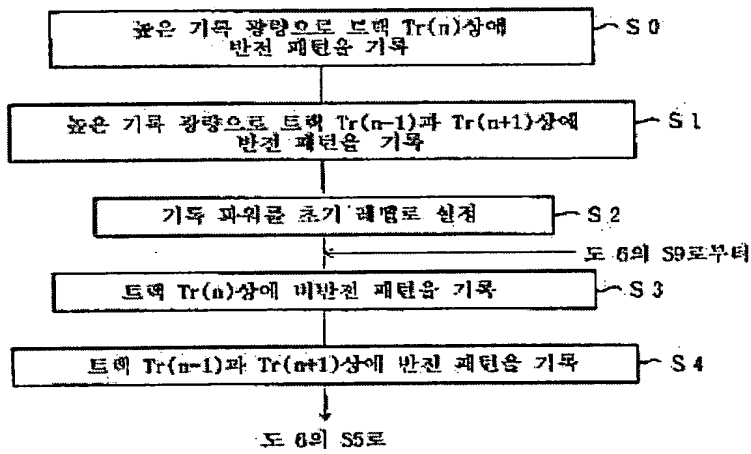 높은 기록 광량으로 트랙 Tr(n)상에
반전 패턴을 기록
S0
높은 기록 광량으로 트랙 Tr(n-1)과 Tr(n+1)상에
반전 패턴을 기록
S1
기록 파워를 초기 레벨로 설정
S2
도 6의 S9로부터
트랙 Tr(n)상에 비반전 패턴을 기록
S3
트랙 Tr(n-1)과 Tr(n+1)상에 반전 패턴을 기록
S4
도 6의 S5로